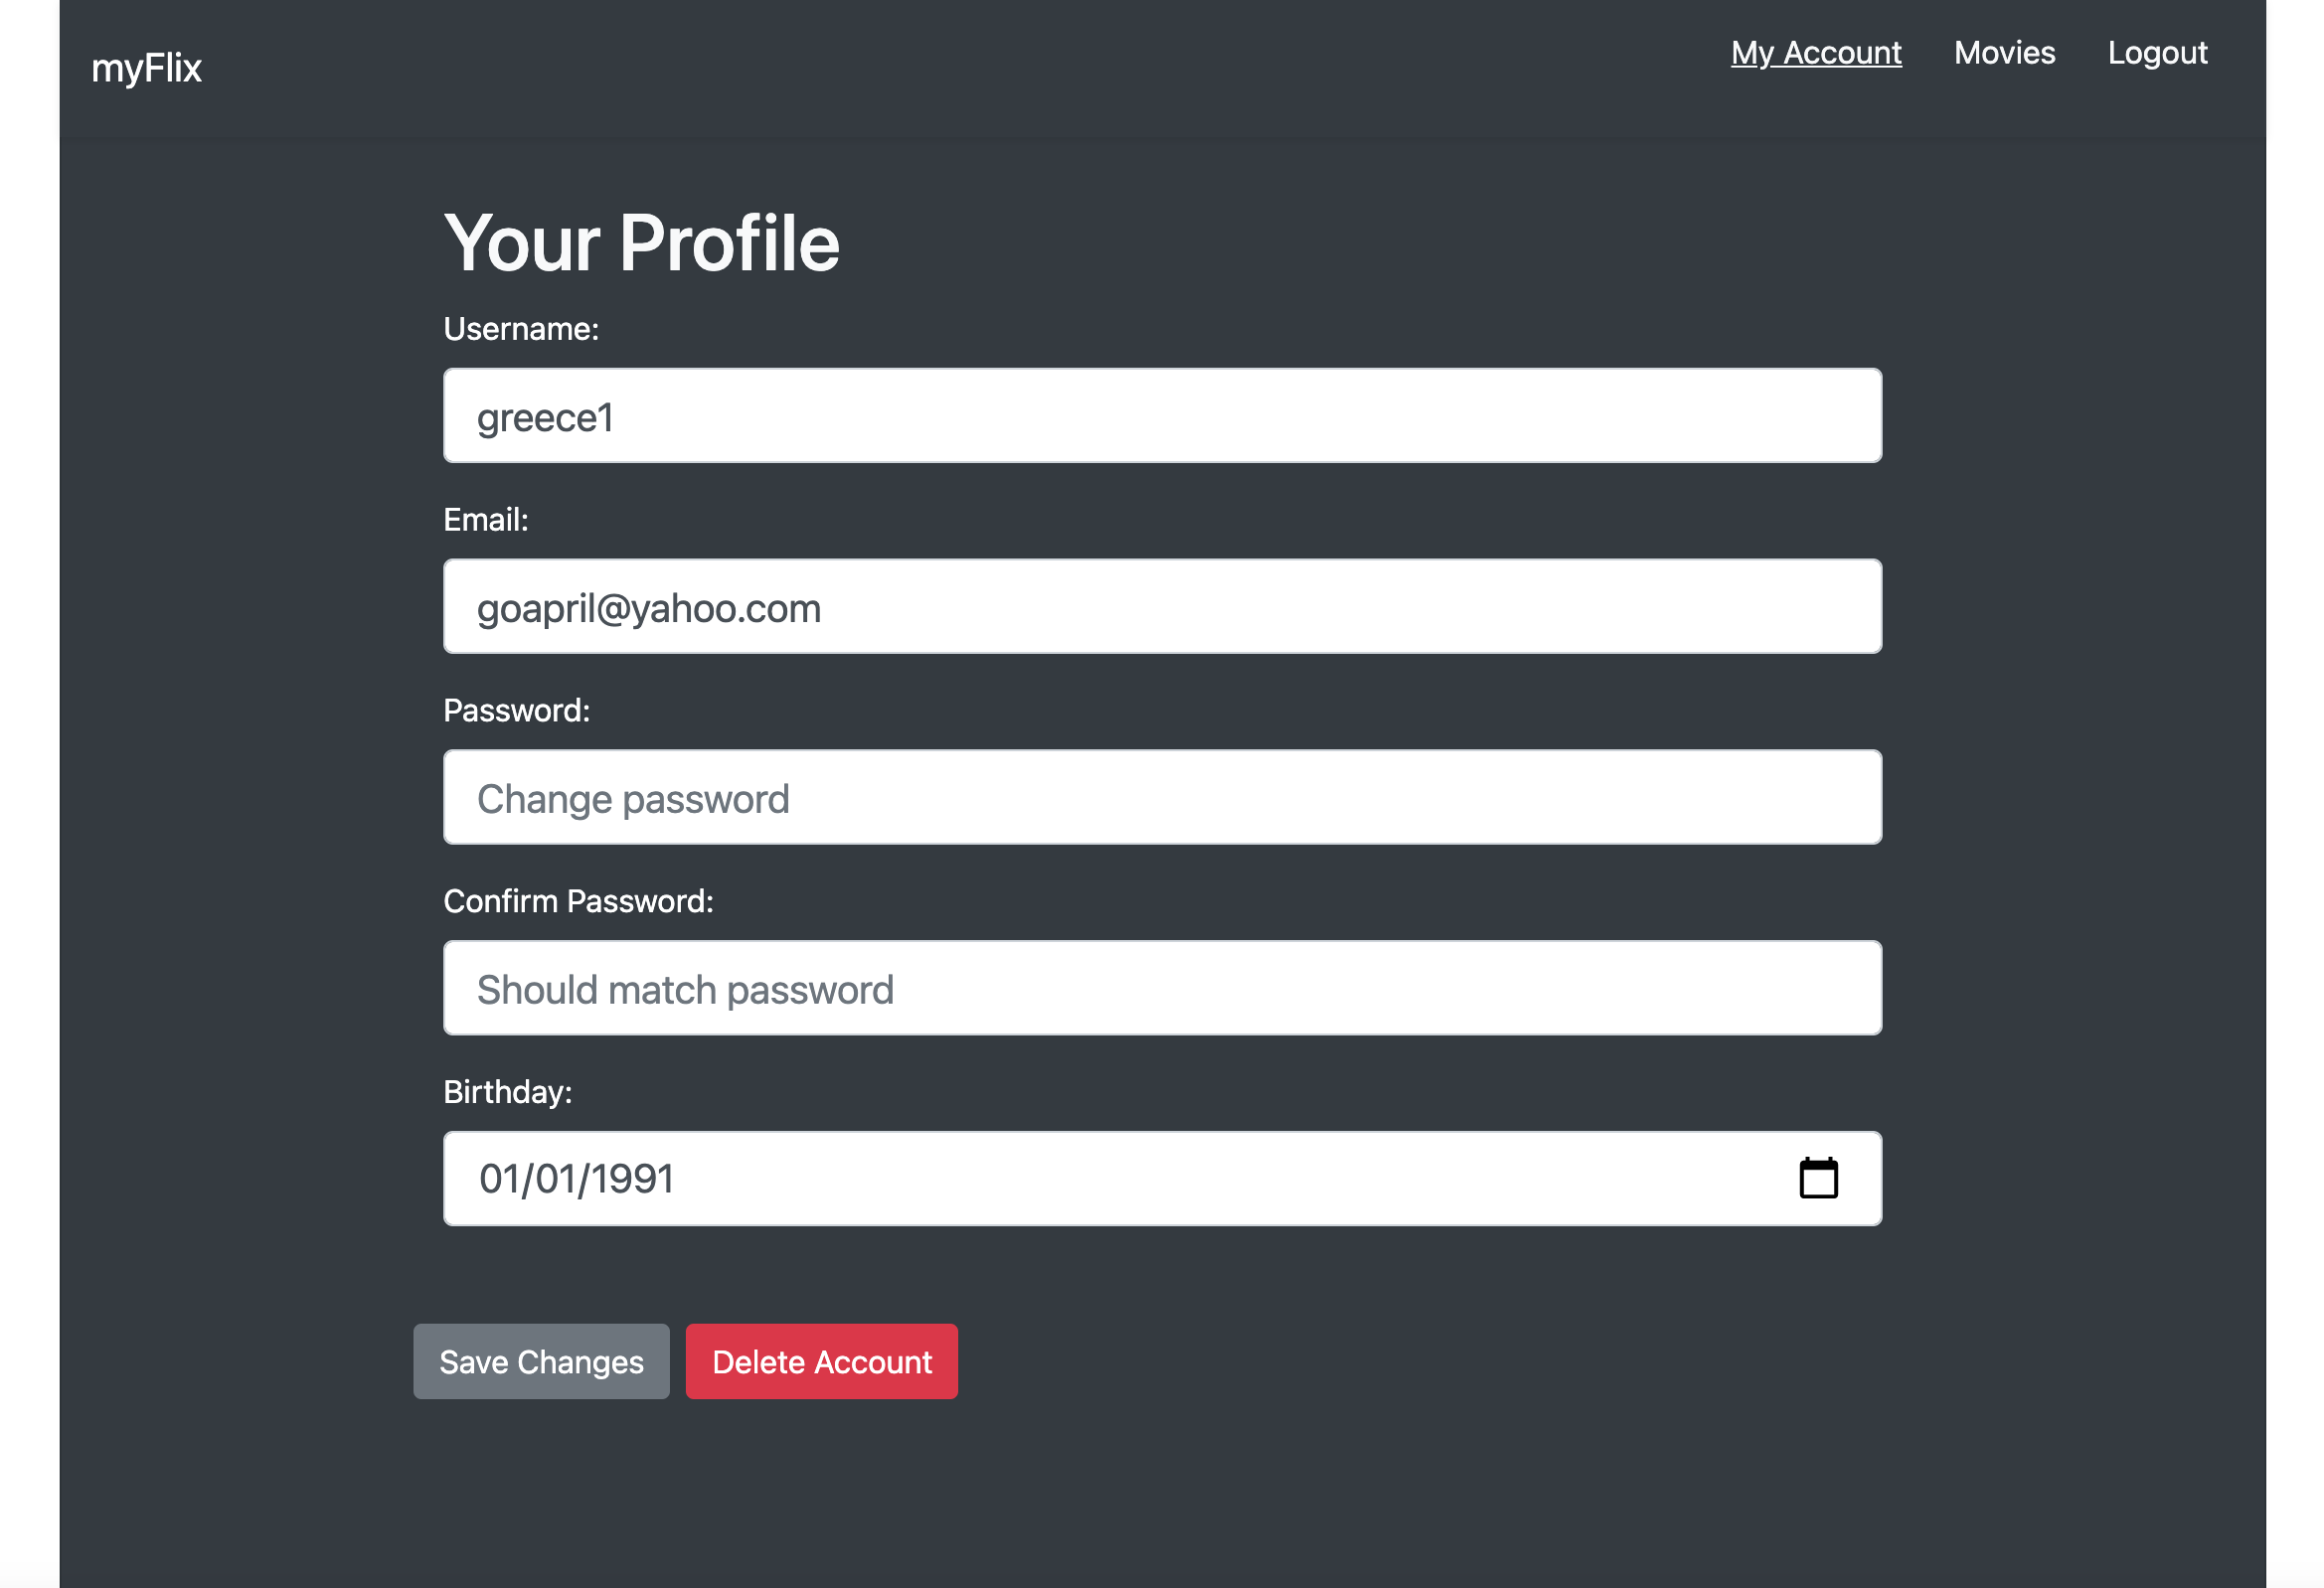 myFlix
My Account Movies Logout
Your Profile
Username:
greece1
Email:
goapril@yahoo.com
Password:
Change password
Confirm Password:
Should match password
Birthday:
01/01/1991
Save Changes Delete Account